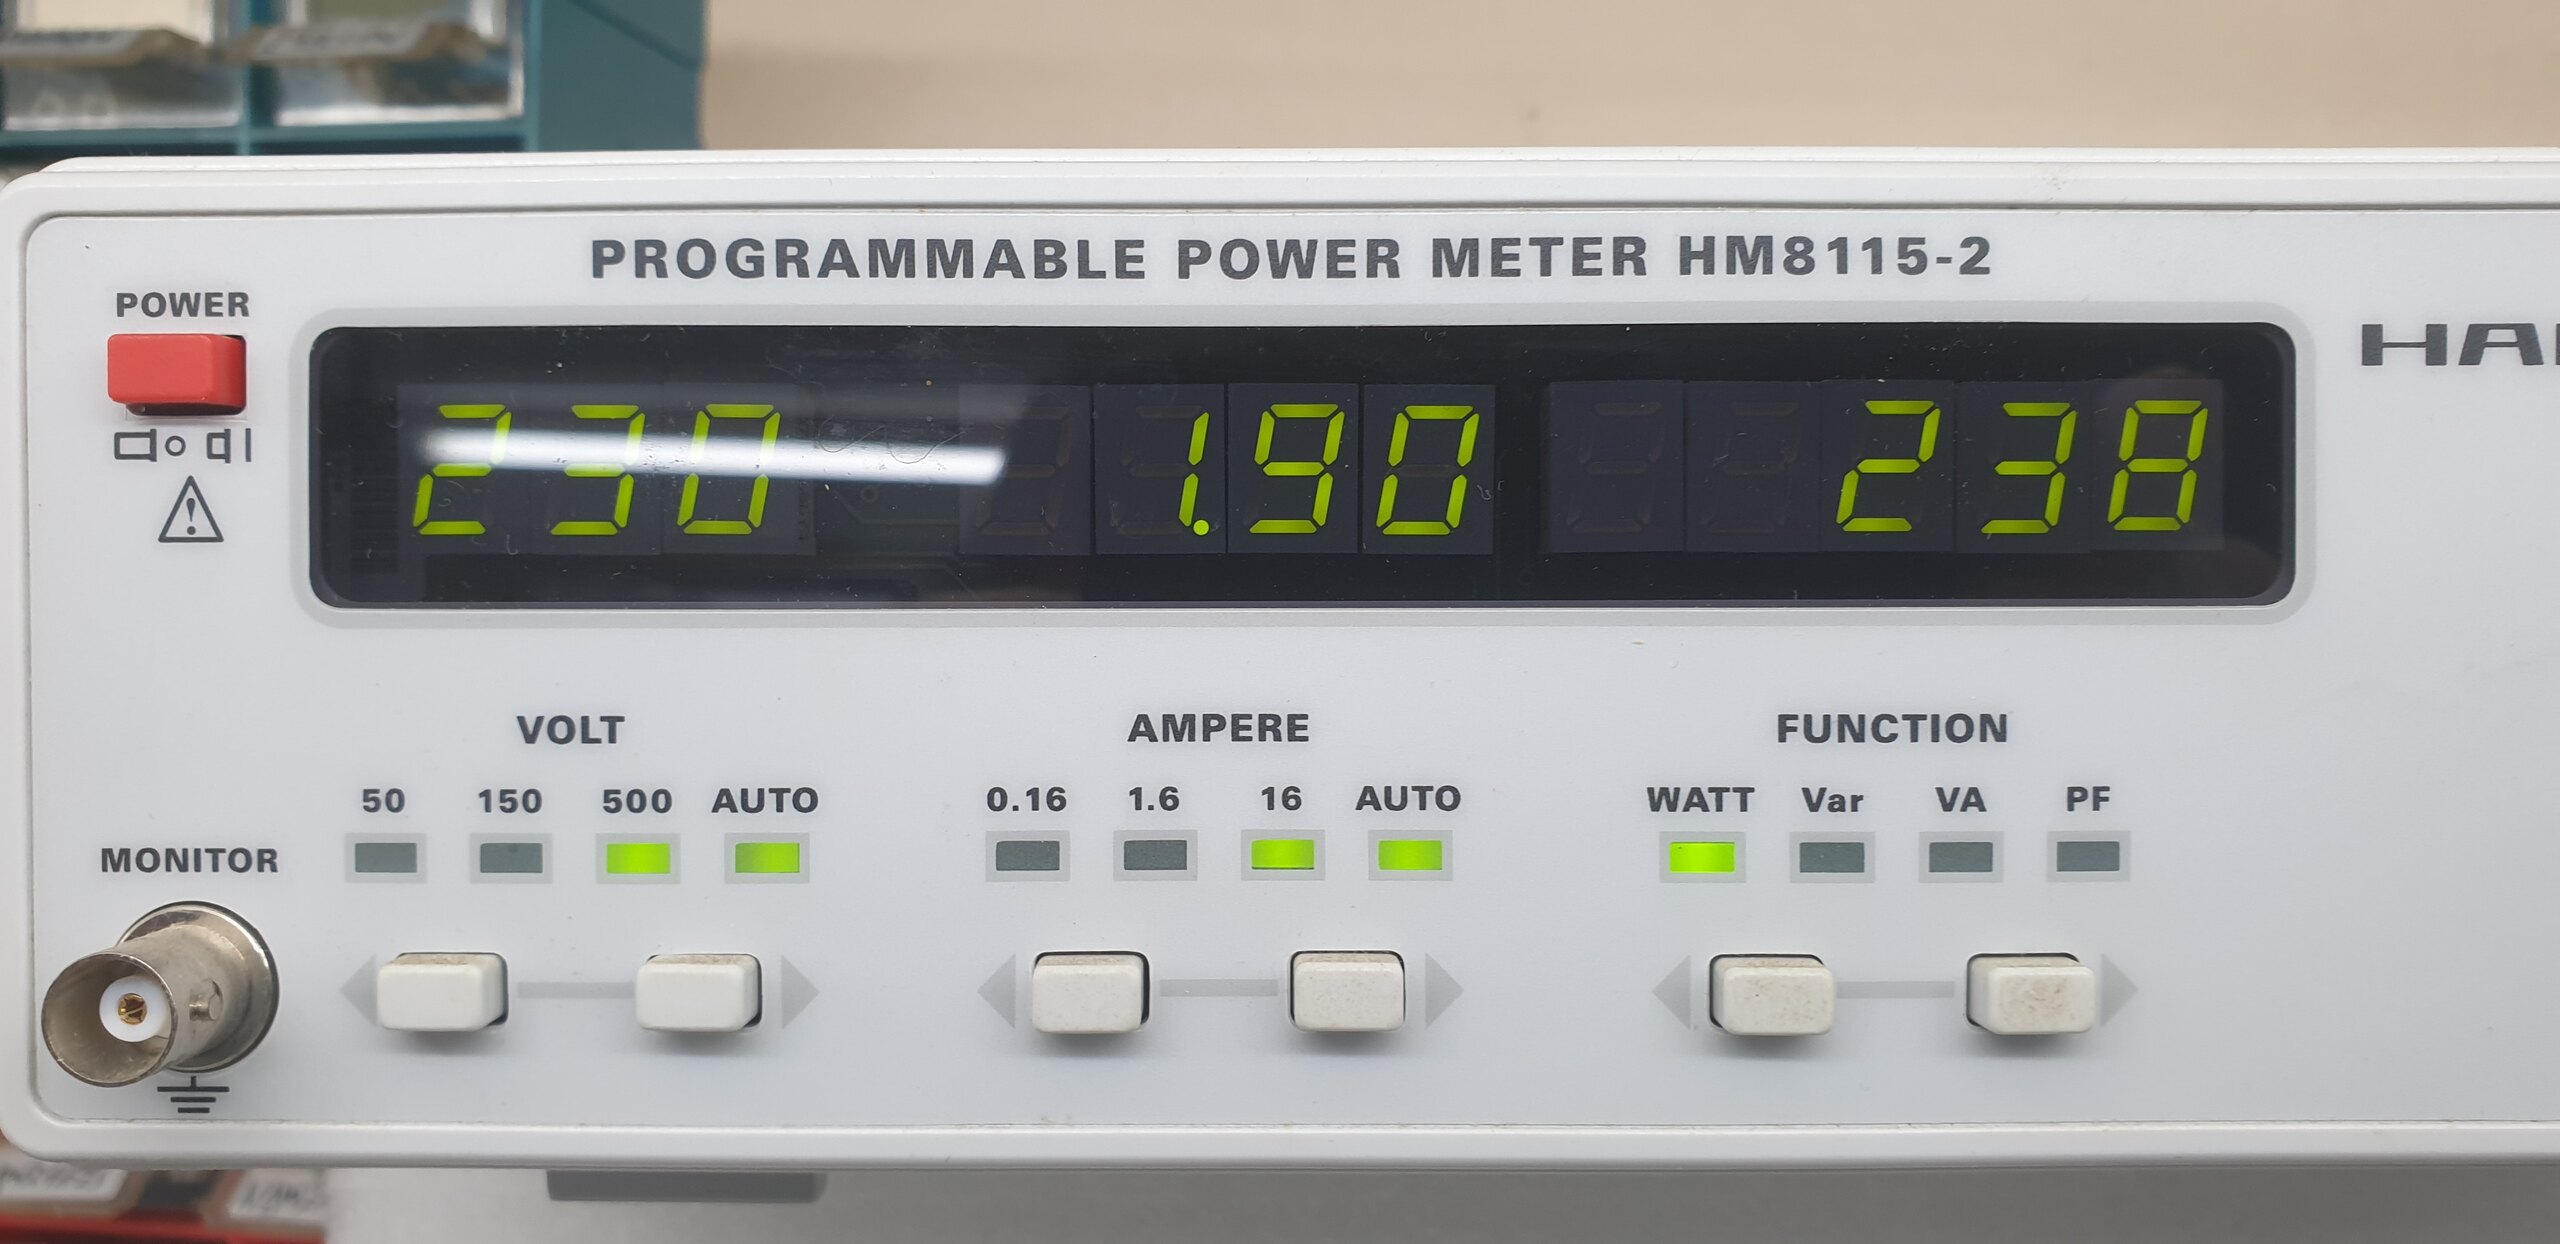 PROGRAMMABLE POWER METER HM8115-2
POWER
HA
230 1.90 238
VOLT AMPERE FUNCTION
50 150 500 AUTO 0.16 1.6 16 AUTO WATT Var VA PF
MONITOR